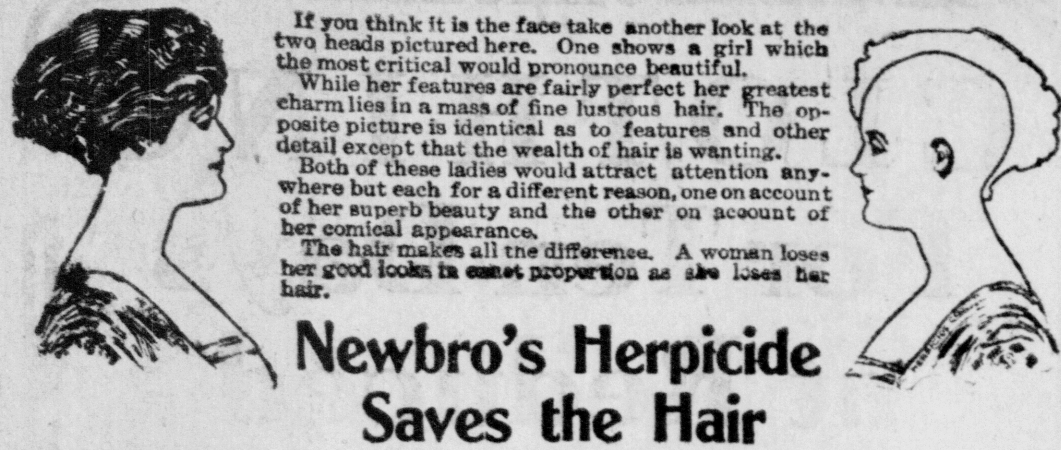 If you think it is the face take another look at the
two heads pictured here. One shows a girl which
the most critical would pronounce beautiful.
While her features are fairly perfect her greatest
charm lies in a mass of fine lustrous hair. The op-
posite picture is identical as to features and other
detail except that the wealth of hair is wanting.
Both of these ladies would attract attention any-
where but each for a different reason, one on account
of her superb beauty and the other on account of
her comical appearance.
The hair makes all the difference. A woman loses
her good looks in exact proportion as she loses her
hair.
Newbro's Herpicide
Saves the Hair